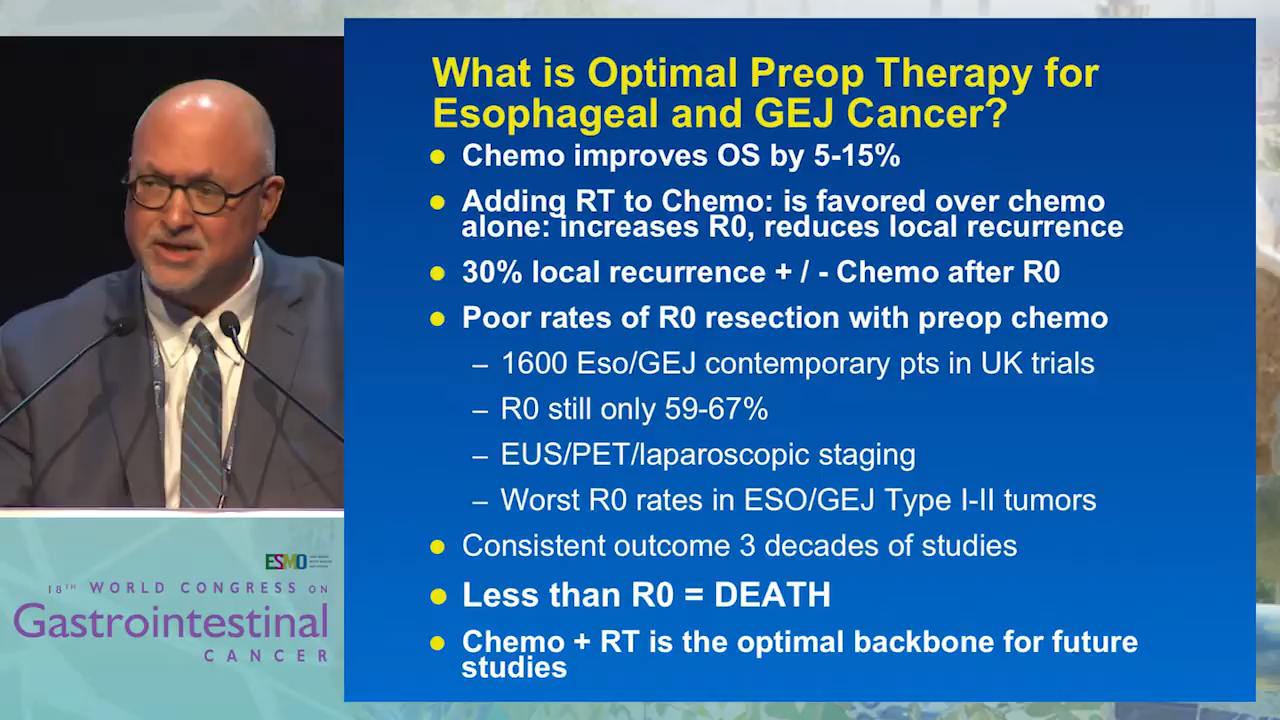 What is Optimal Preop Therapy for
Esophageal and GEJ Cancer?
Chemo improves OS by 5-15%
Adding RT to Chemo: is favored over chemo
alone: increases R0, reduces local recurrence
30% local recurrence + / - Chemo after R0
Poor rates of R0 resection with preop chemo
– 1600 Eso/GEJ contemporary pts in UK trials
– R0 still only 59-67%
– EUS/PET/laparoscopic staging
– Worst R0 rates in ESO/GEJ Type I-II tumors
Consistent outcome 3 decades of studies
Less than R0 = DEATH
Chemo + RT is the optimal backbone for future
studies
ESMO
18TH WORLD CONGRESS ON
Gastrointestinal
CANCER